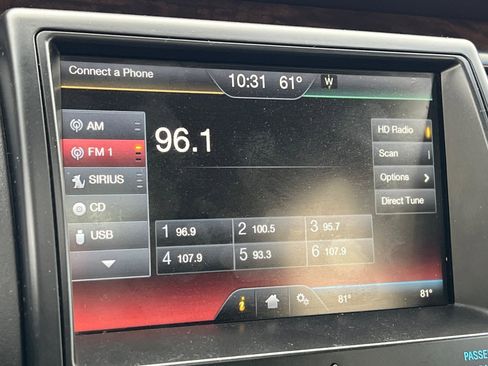 Connect a Phone
10:31 61° W
AM
FM 1
SIRIUS
CD
USB
96.1
HD Radio
Scan
Options
Direct Tune
1 96.9 2 100.5 3 95.7
4 107.9 5 93.3 6 107.9
81° 81°
PASSE